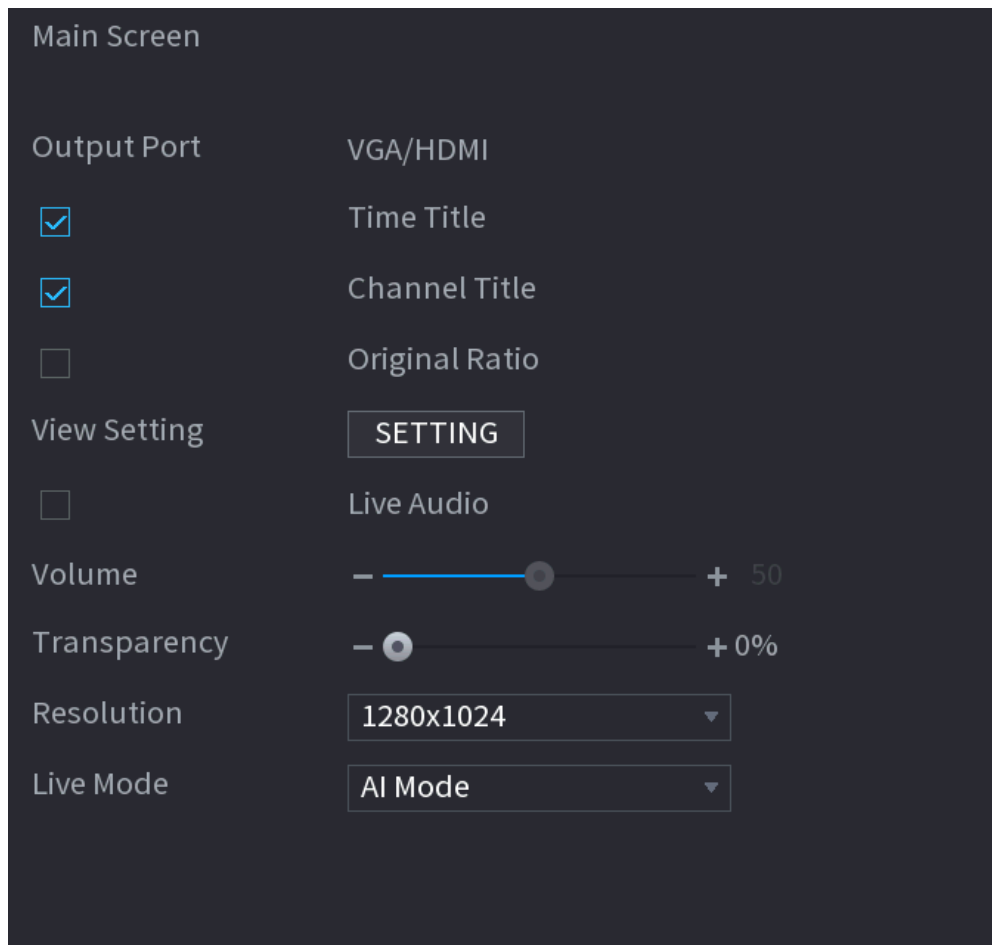 Main Screen
Output Port VGA/HDMI
Time Title
Channel Title
Original Ratio
View Setting SETTING
Live Audio
Volume 50
Transparency 0%
Resolution 1280x1024
Live Mode AI Mode